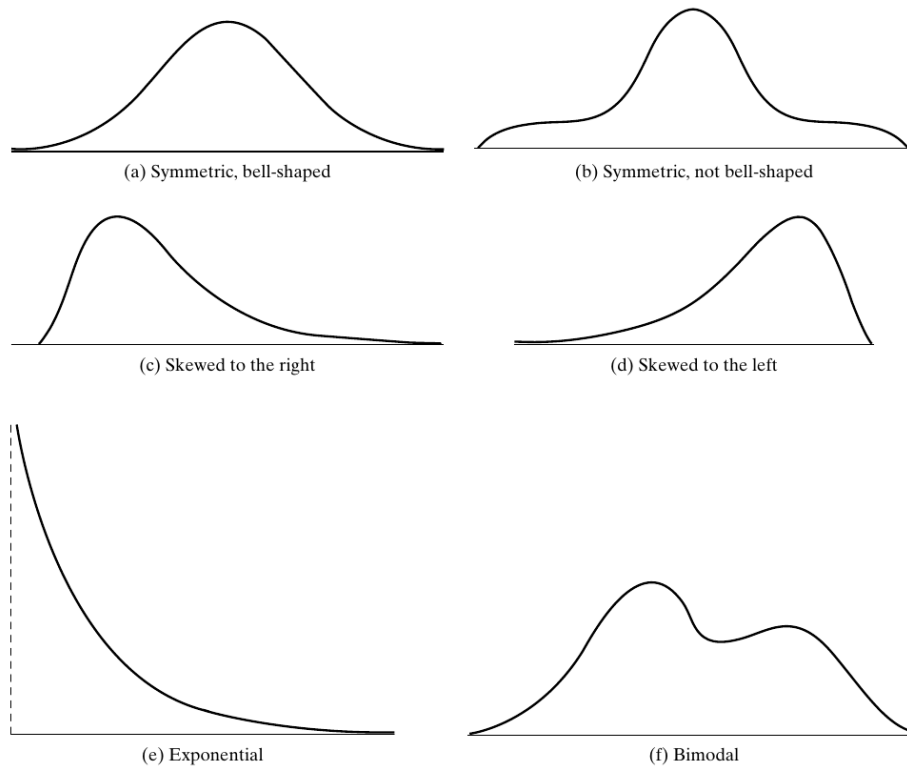 (a) Symmetric, bell-shaped
(b) Symmetric, not bell-shaped
(c) Skewed to the right
(d) Skewed to the left
(e) Exponential
(f) Bimodal